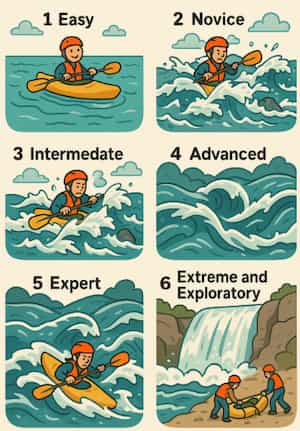 1 Easy
2 Novice
3 Intermedate
4 Advanced
5 Expert
6 Extreme and
Exploratory